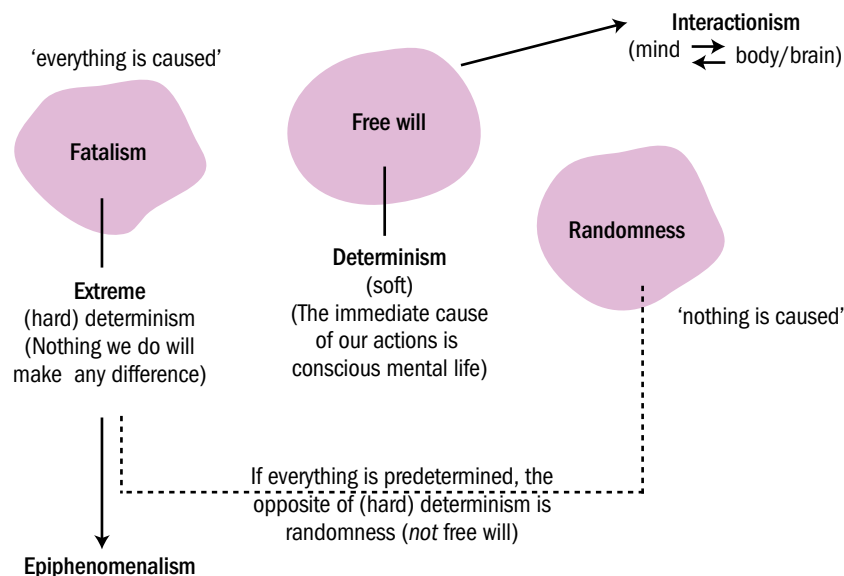 Interactionism
(mind body/brain)
'everything is caused'
Fatalism
Free will
Randomness
Extreme
(hard) determinism
(Nothing we do will
make any difference)
Determinism
(soft)
(The immediate cause
of our actions is
conscious mental life)
'nothing is caused'
If everything is predetermined, the
opposite of (hard) determinism is
randomness (not free will)
Epiphenomenalism